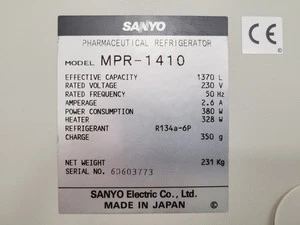 SANYO
CE
PHARMACEUTICAL REFRIGERATOR
MODEL MPR-1410
EFFECTIVE CAPACITY 1370 L
RATED VOLTAGE 230 V
RATED FREQUENCY 50 Hz
AMPERAGE 2.6 A
POWER CONSUMPTION 380 W
HEATER 328 W
REFRIGERANT R134a-6P
CHARGE 350 g
NET WEIGHT 231 Kg
SERIAL NO. 60603773
SANYO Electric Co., Ltd.
MADE IN JAPAN ©